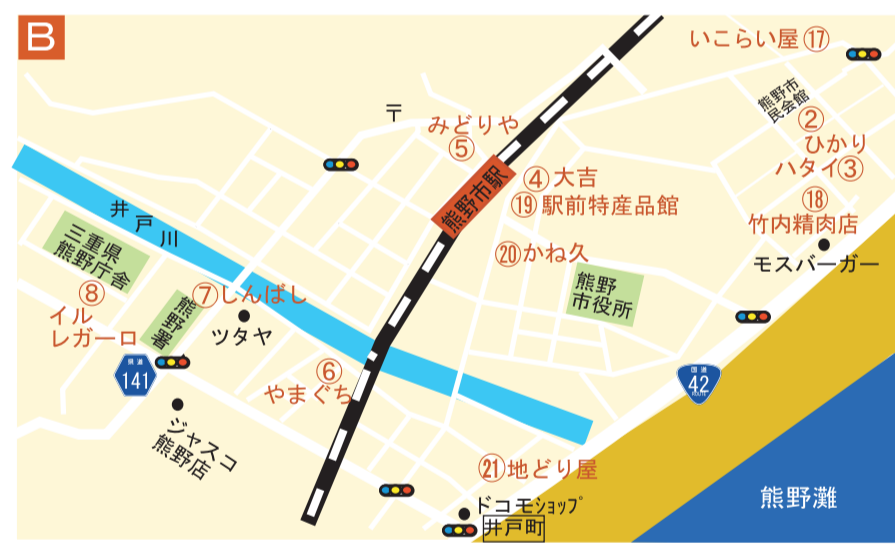 B
いこらい屋⑰
〒
熊野市
民会館
みどりや
⑤
②
ひかり
ハタイ③
④大吉
熊野市駅
⑲駅前特産品館
⑱
竹内精肉店
井戸川
三重県
熊野庁舎
⑳かね久
モスバーガー
熊野
市役所
⑧
イル
レガーロ
⑦しんばし
熊野署
ツタヤ
県道
141
⑥
やまぐち
国道
42
ROUTE
ジャスコ
熊野店
㉑地どり屋
熊野灘
ドコモショップ
井戸町